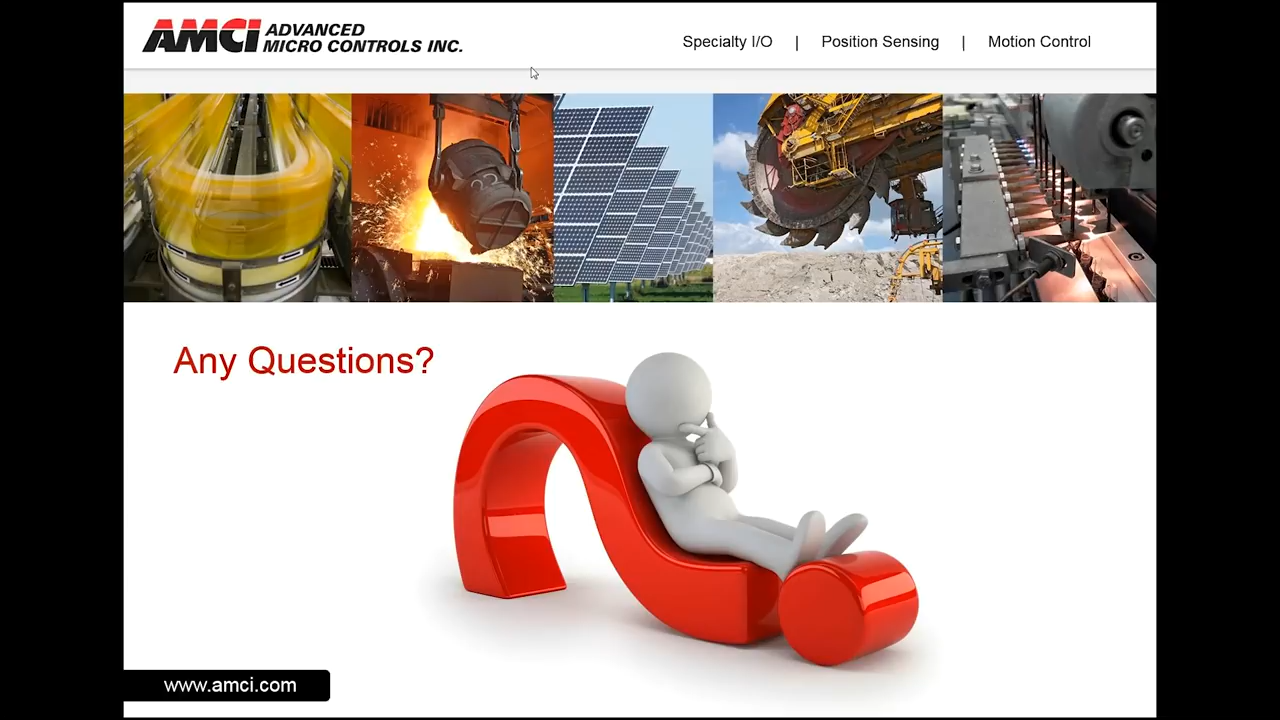 AMCI ADVANCED
MICRO CONTROLS INC.
Specialty I/O | Position Sensing | Motion Control
Any Questions?
www.amci.com